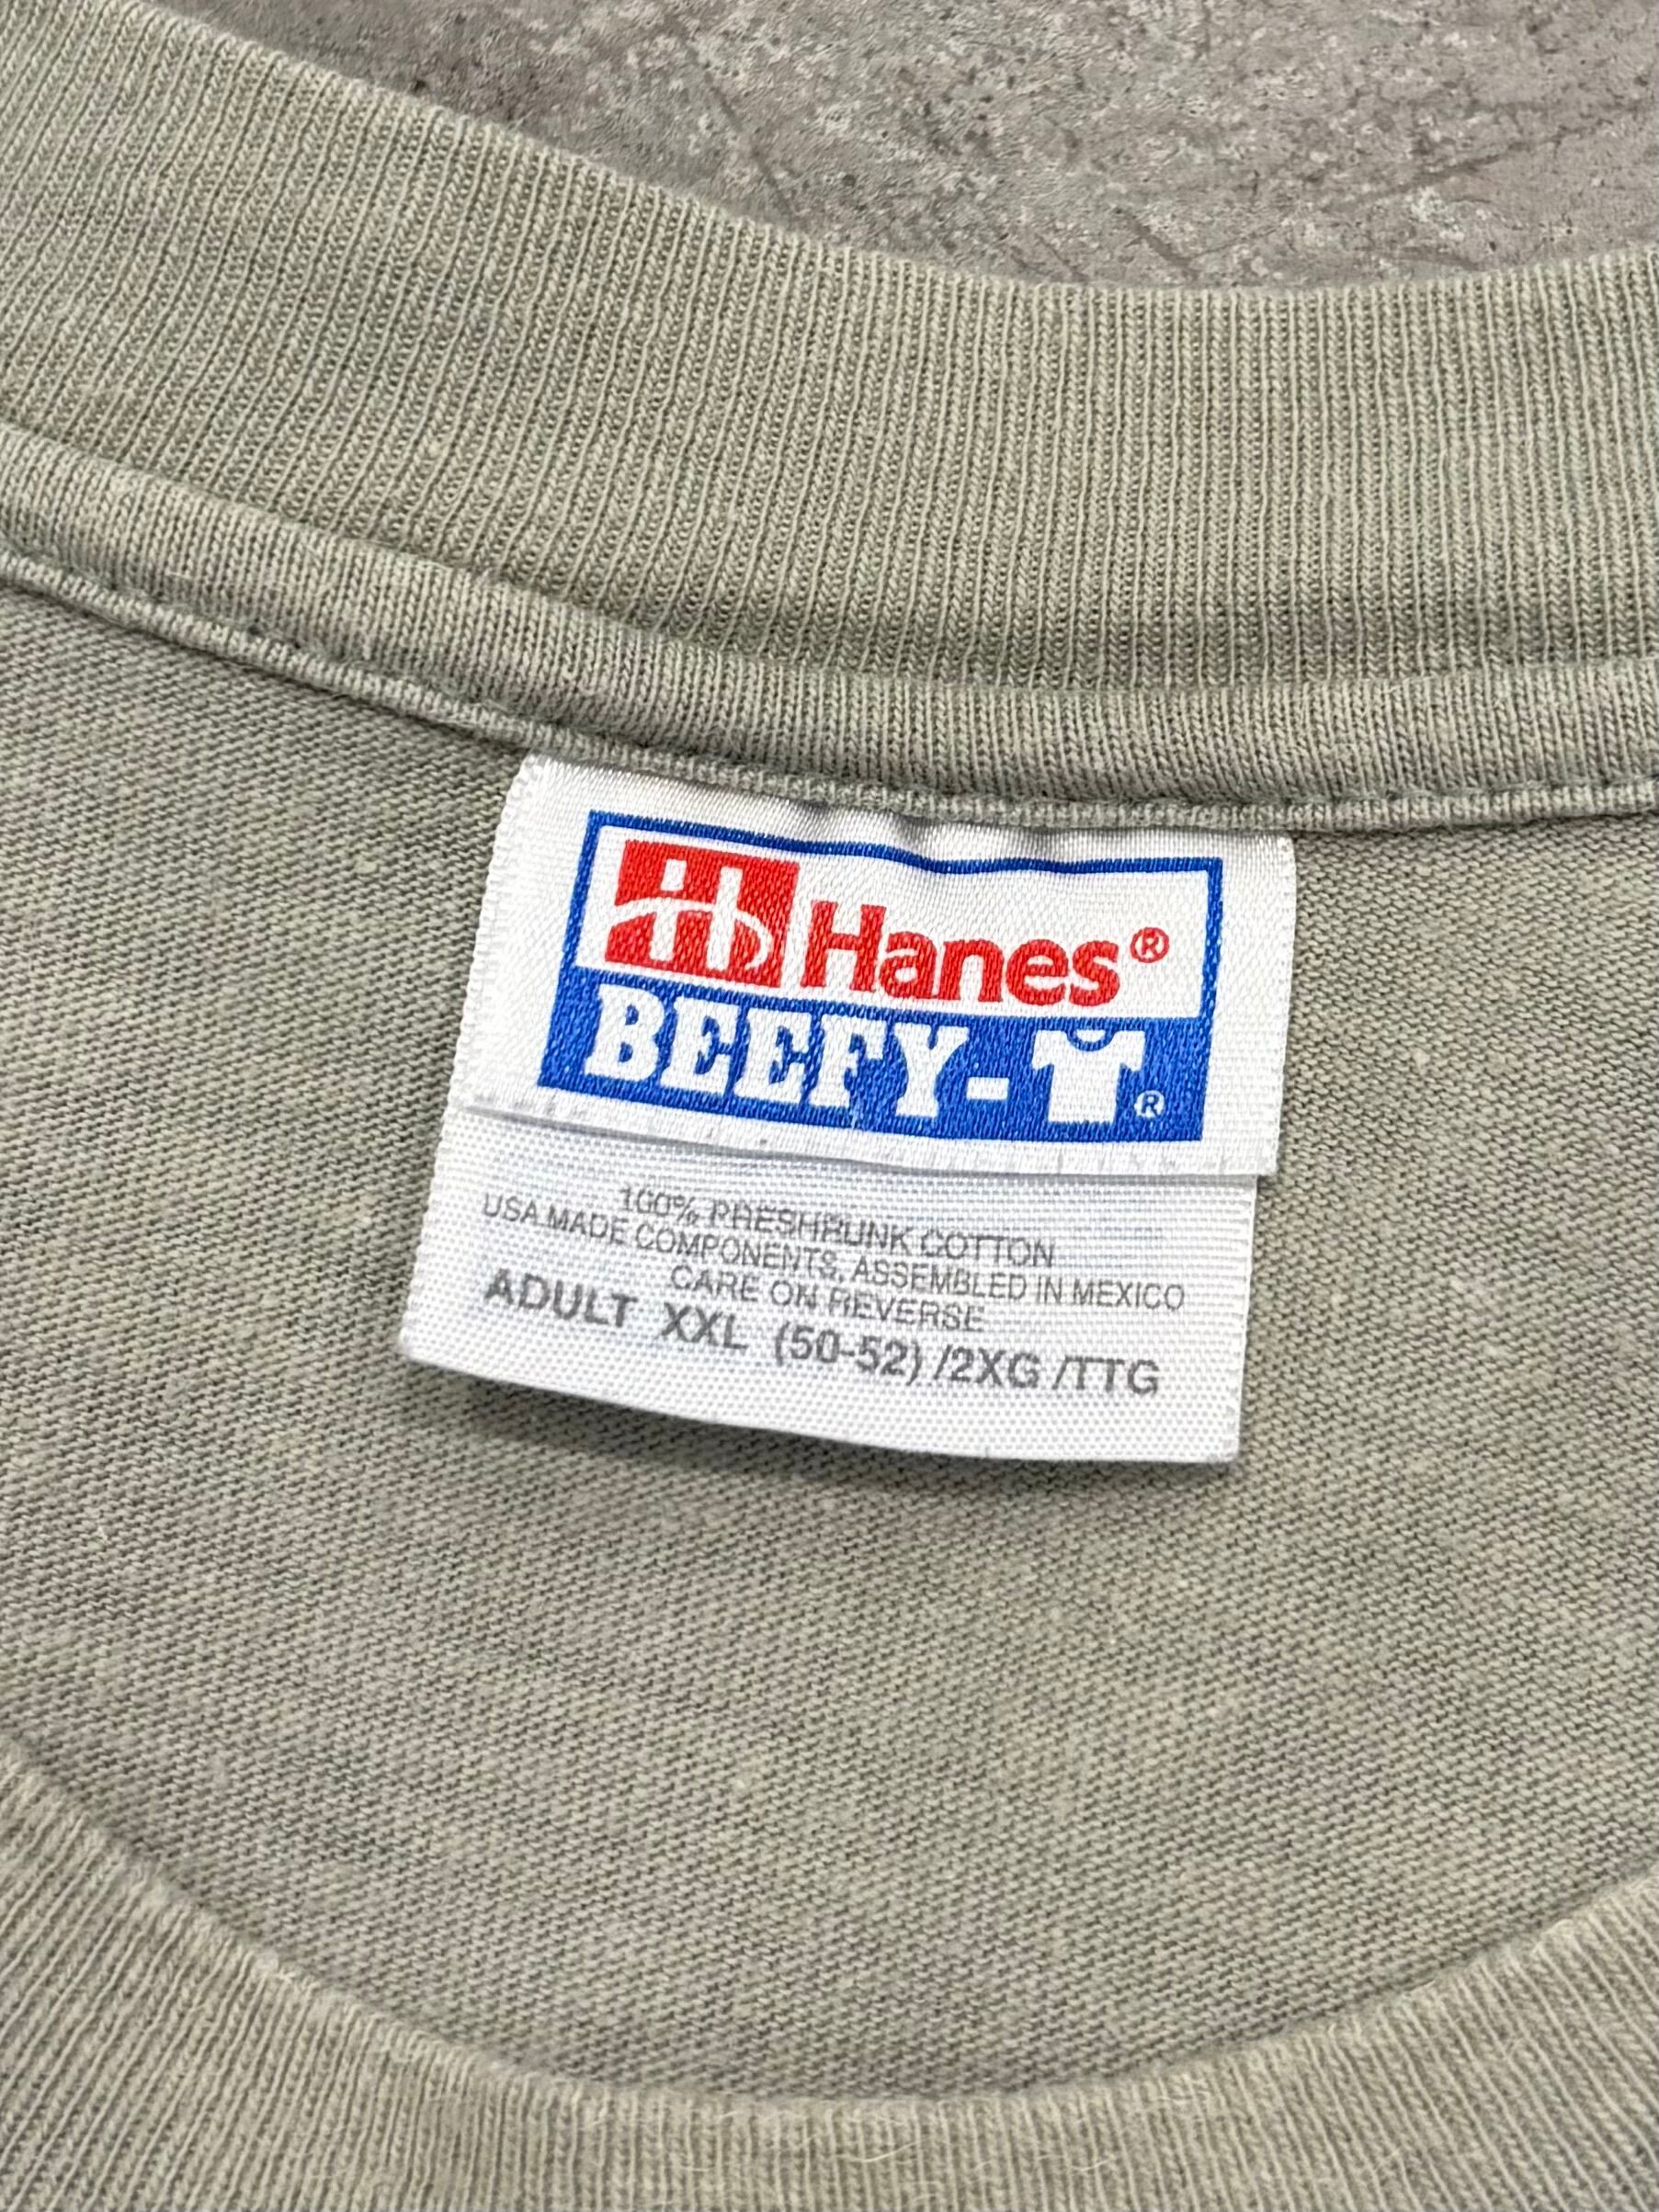 Hanes®
BEEFY-T®
100% PRESHRUNK COTTON
USA MADE COMPONENTS, ASSEMBLED IN MEXICO
CARE ON REVERSE
ADULT XXL (50-52) /2XG /TTG